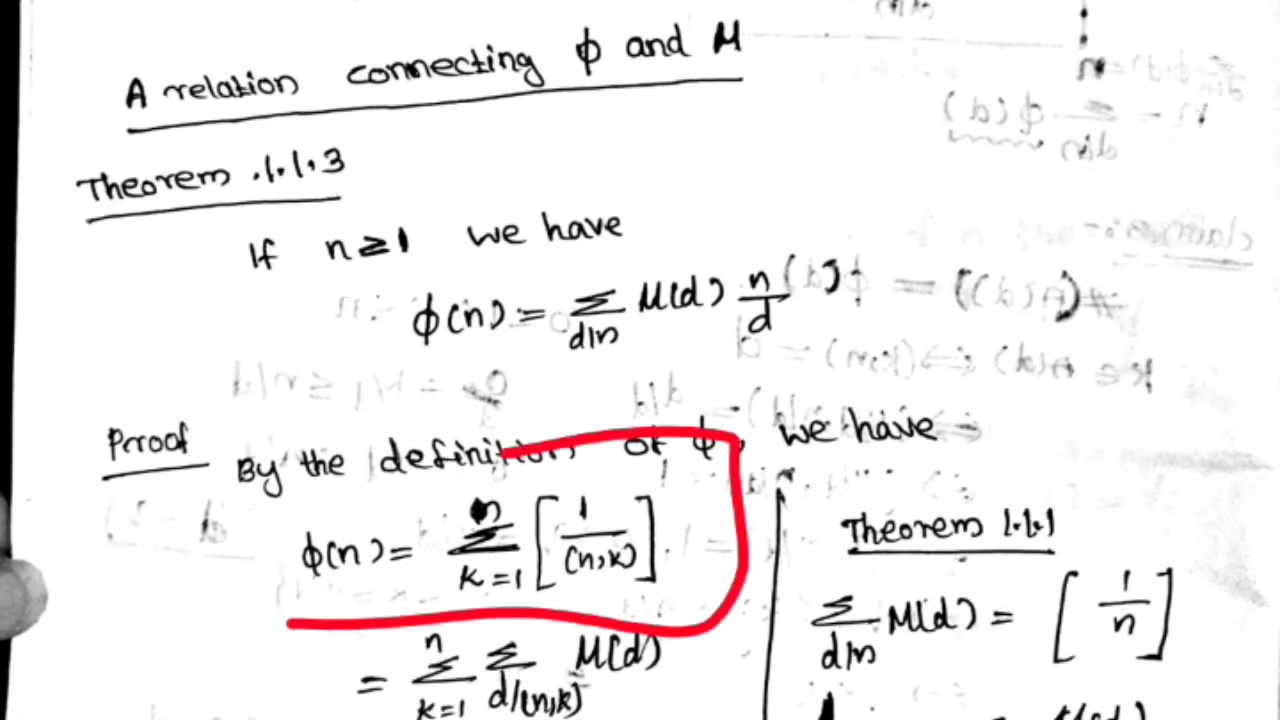 A relation connecting ϕ and M
Theorem .1.1.3
If n ≥ 1 we have
ϕ(n) = Σ_{d|n} M(d) n/d
Proof By the definition of ϕ, we have
ϕ(n) = Σ_{k=1}^{n} [1/(n,k)]
= Σ_{k=1}^{n} Σ_{d/(n,k)} M(d)
Theorem 1.1.1
Σ_{d|n} M(d) = [1/n]